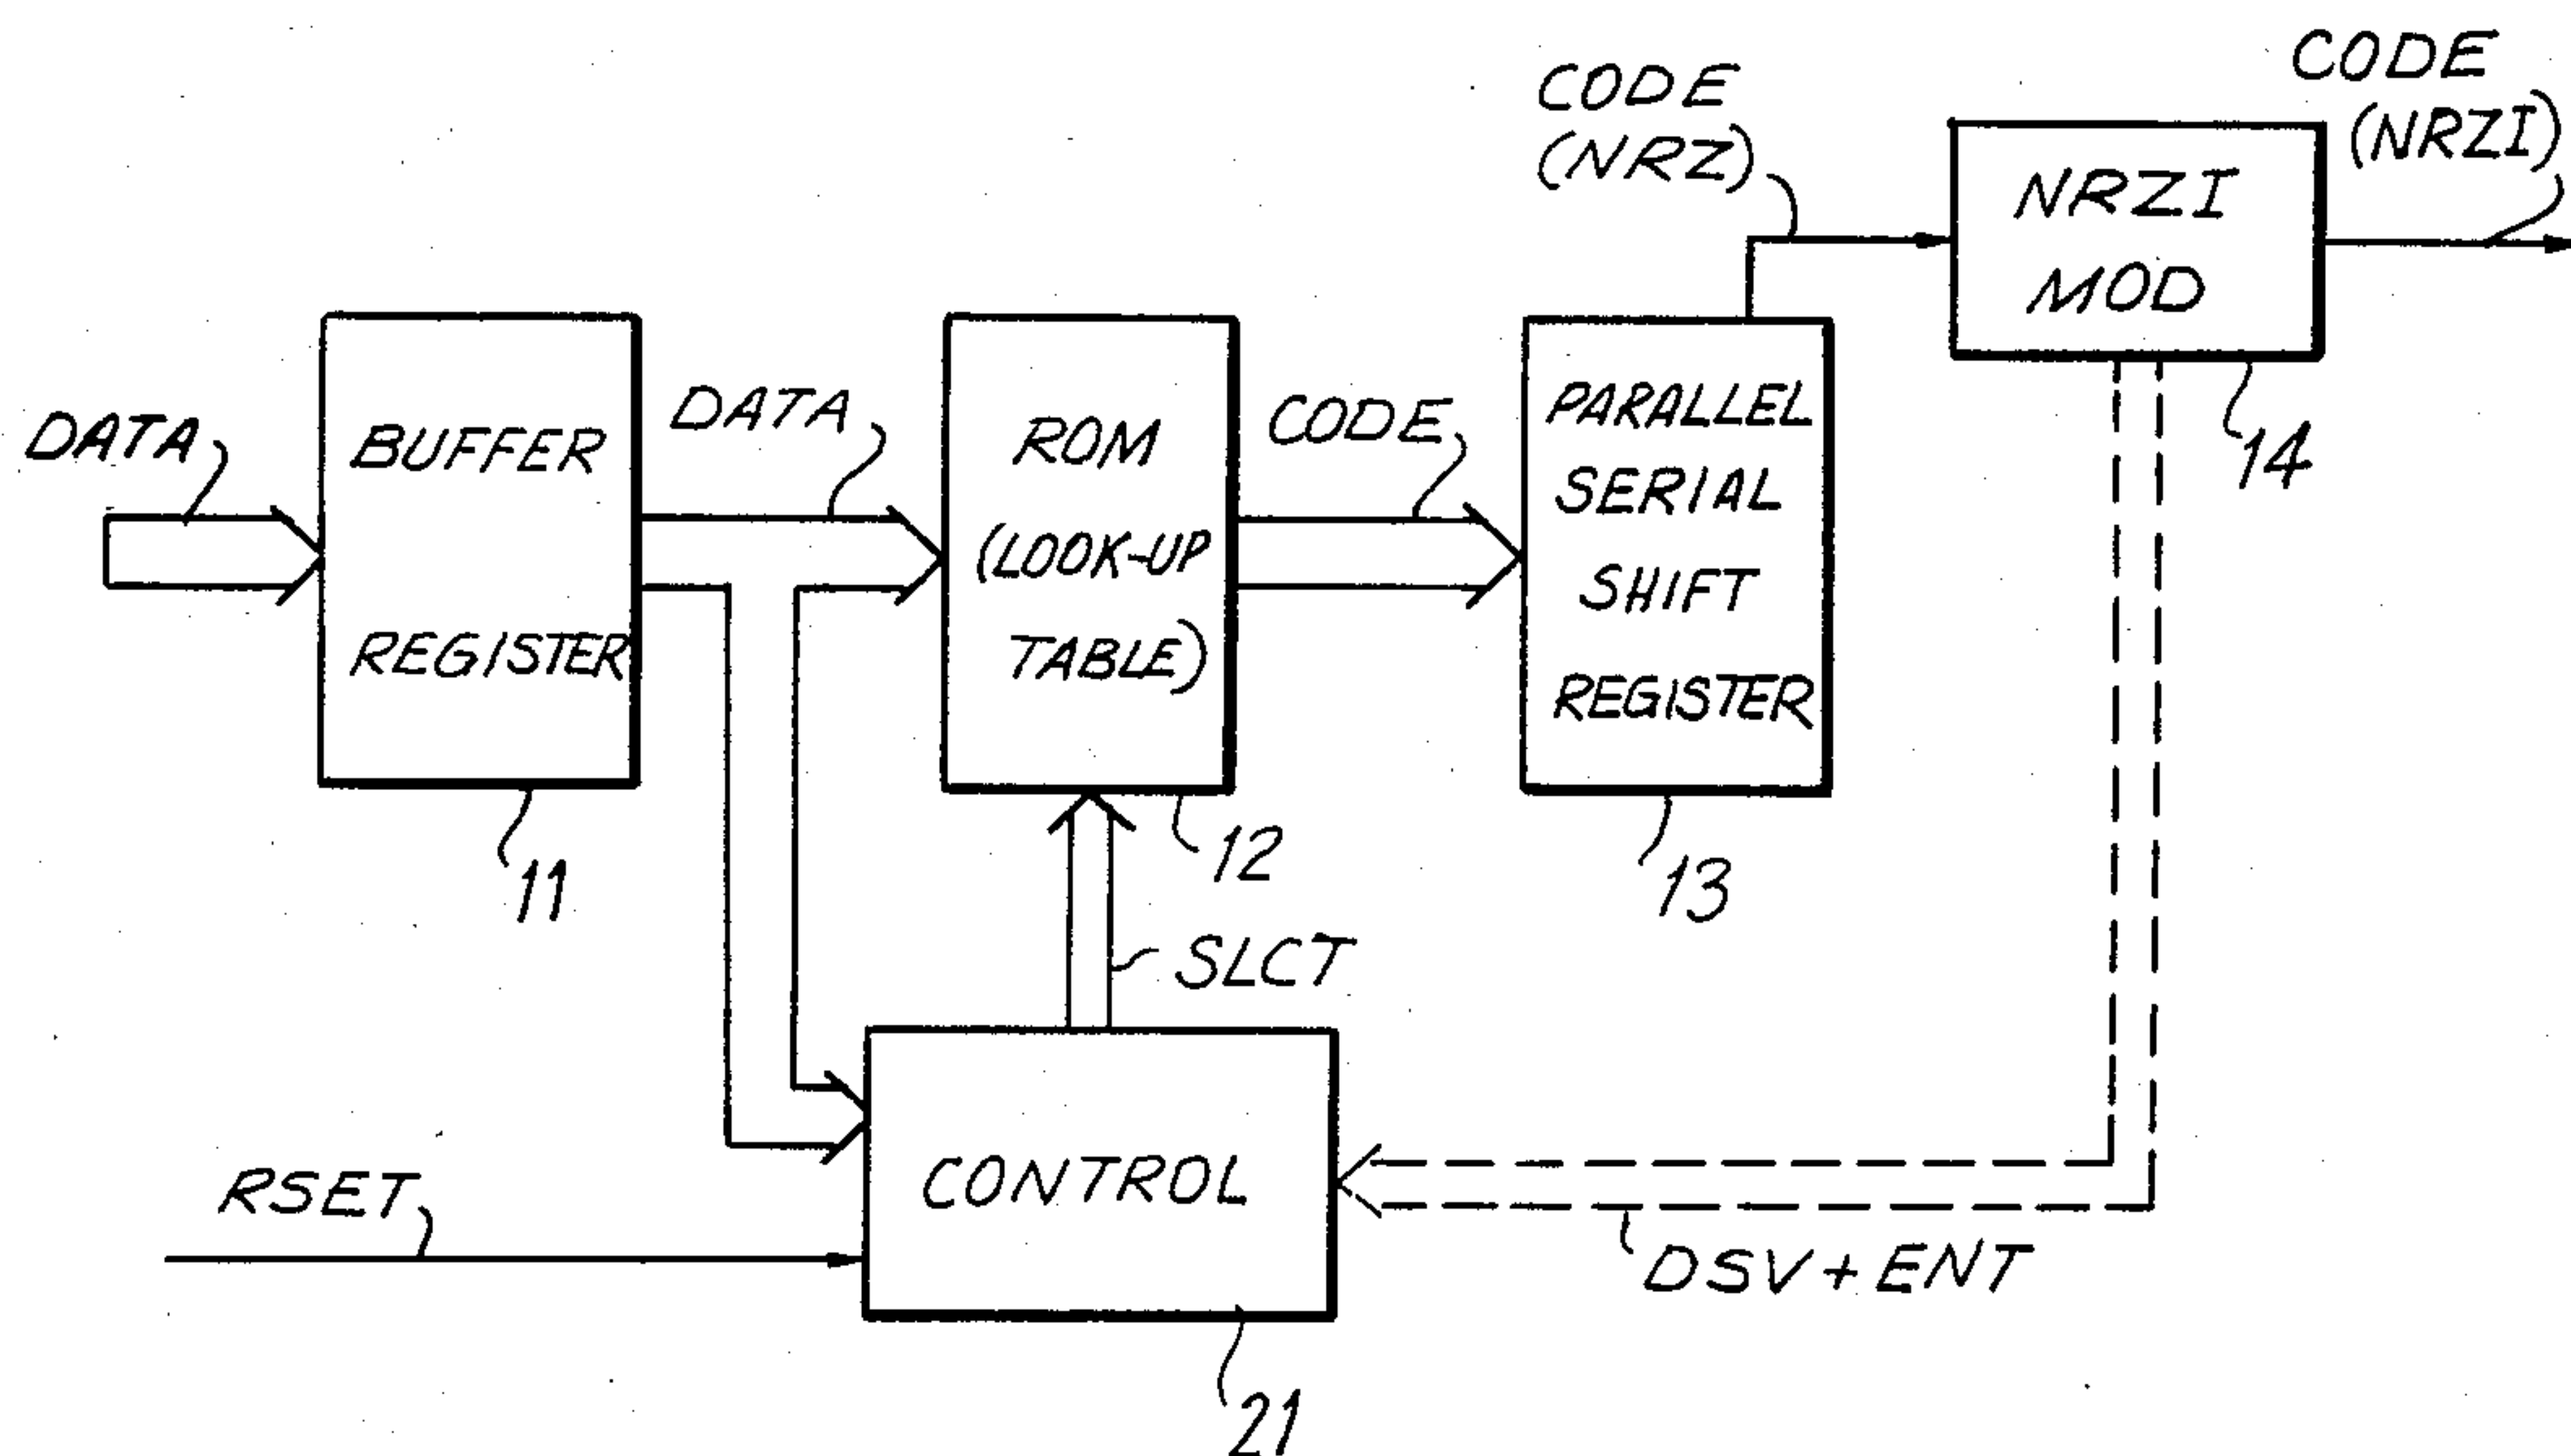 CODE
(NRZI)
CODE
(NRZ)
NRZI
MOD
14
DATA
BUFFER
REGISTER
11
DATA
ROM
(LOOK-UP
TABLE)
12
CODE
PARALLEL
SERIAL
SHIFT
REGISTER
13
SLCT
RSET
CONTROL
21
DSV+ENT